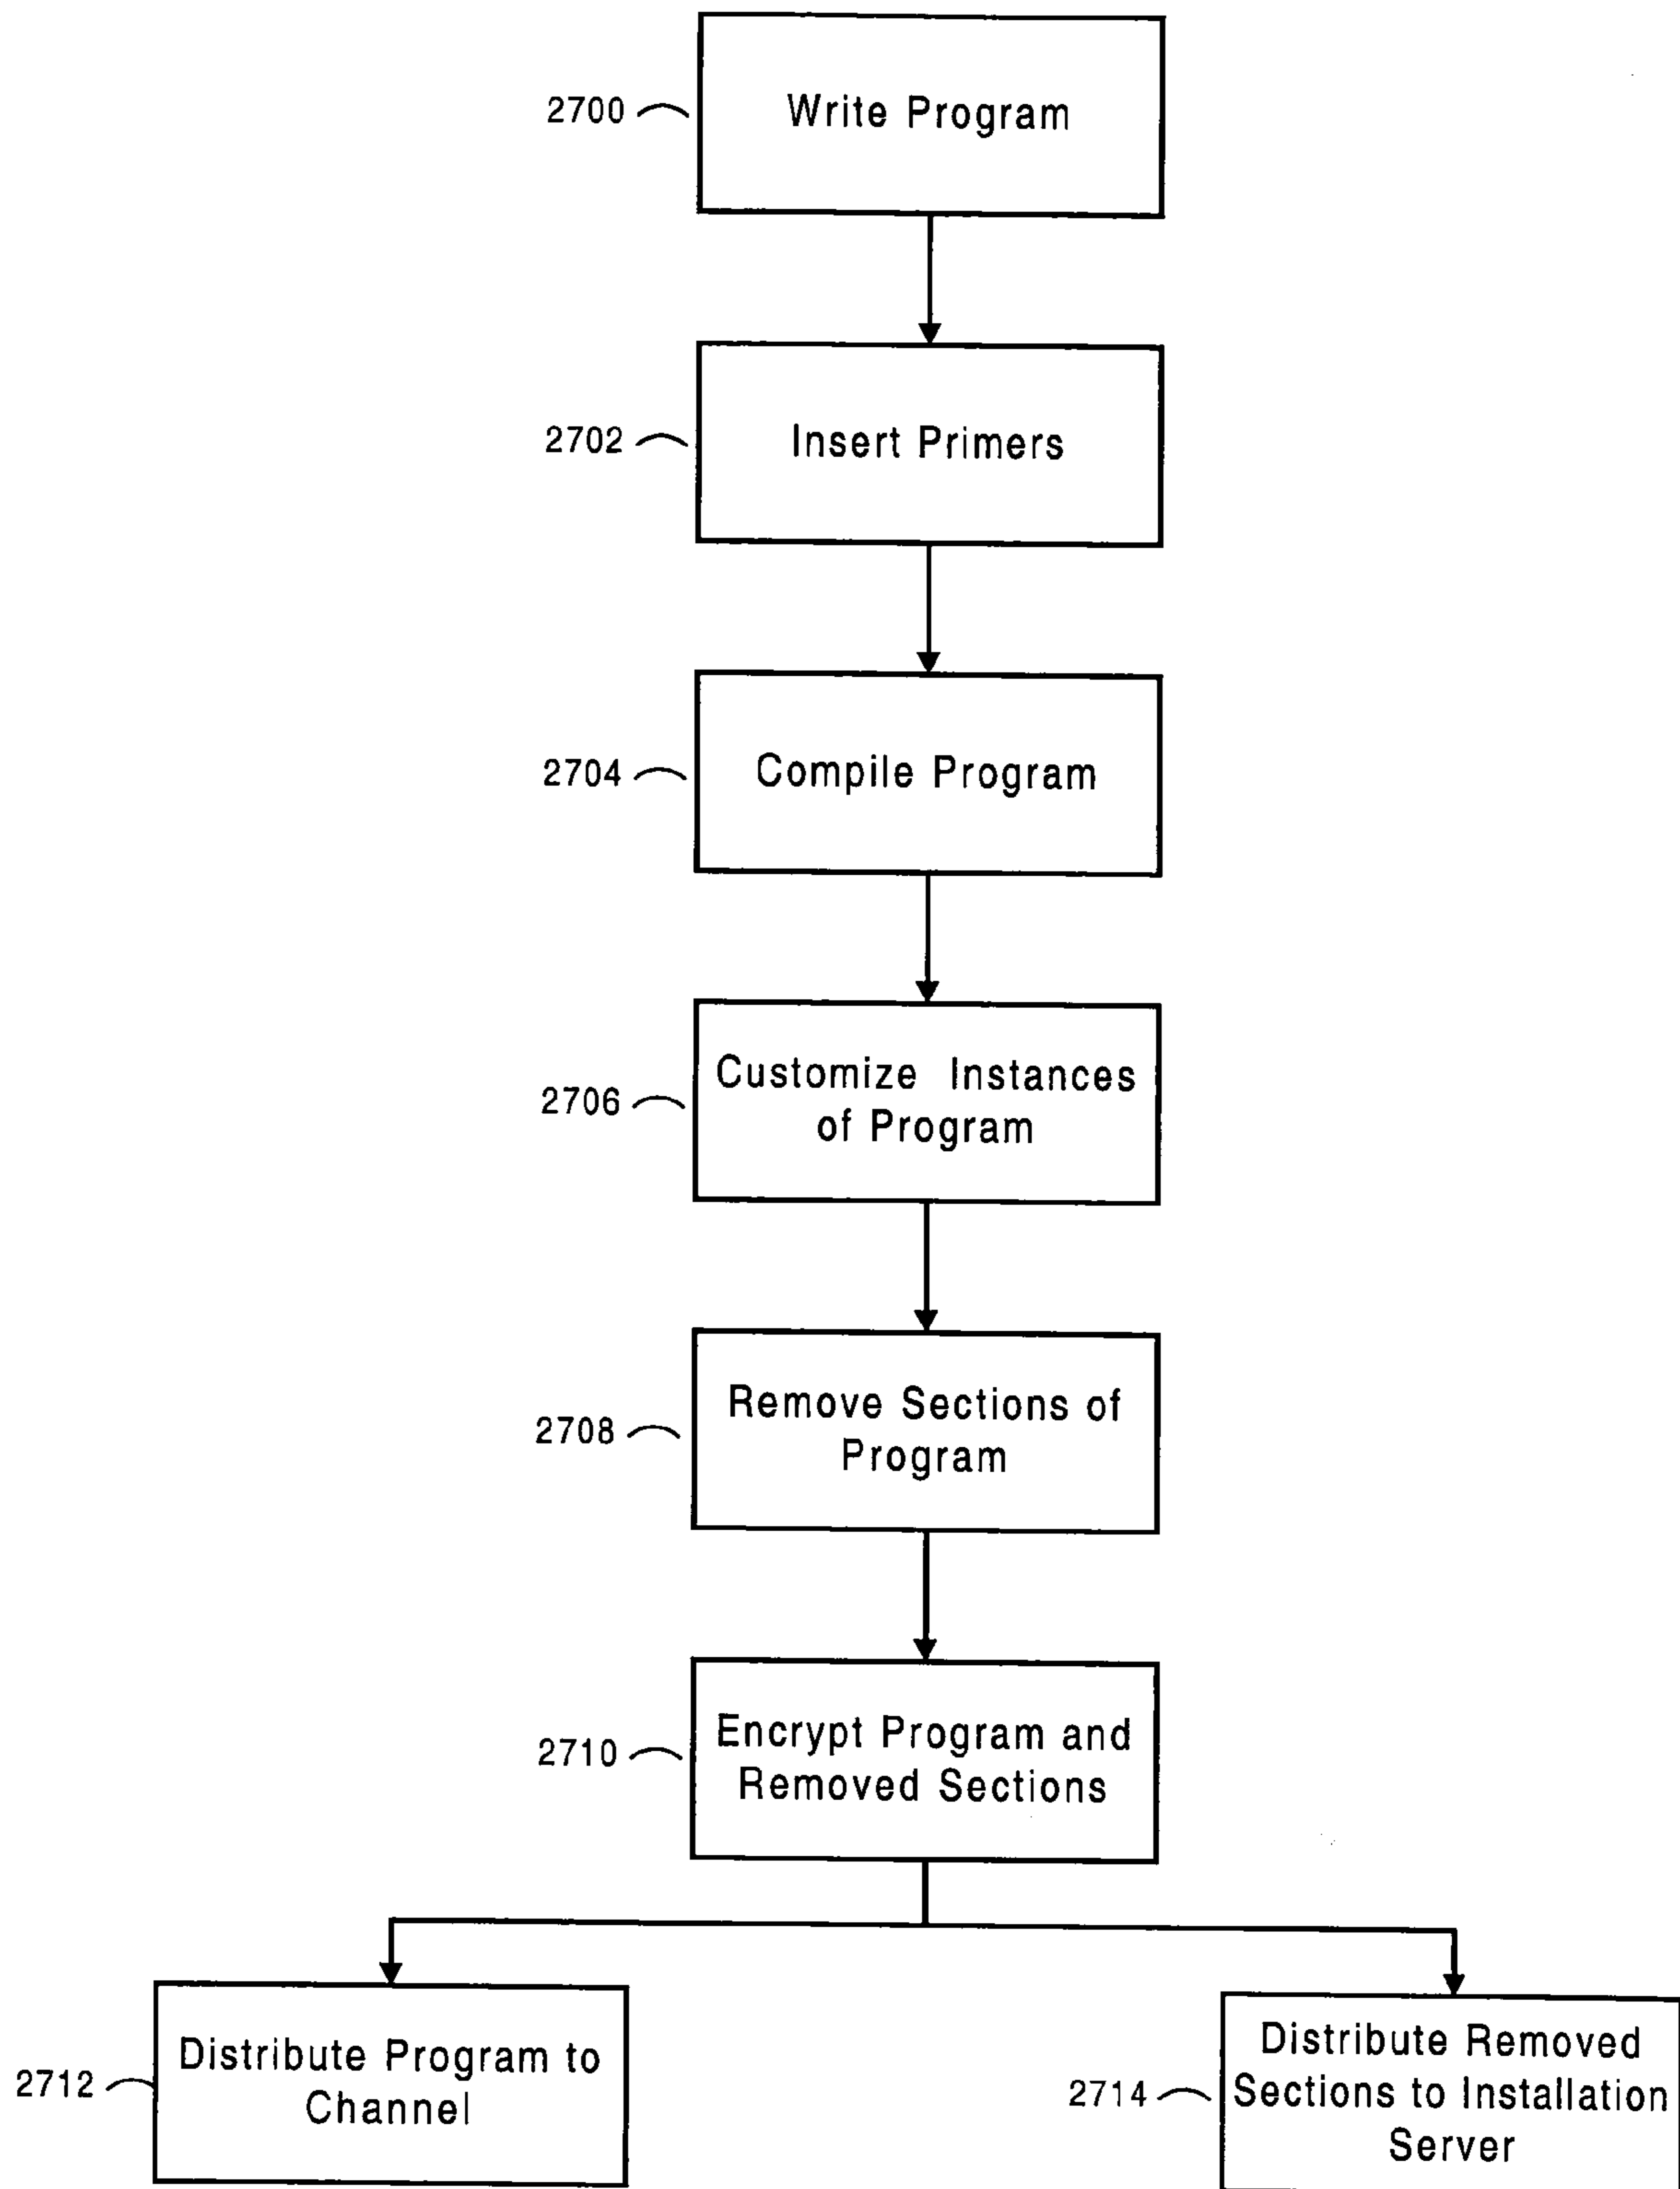 2700
Write Program
2702
Insert Primers
2704
Compile Program
2706
Customize Instances
of Program
2708
Remove Sections of
Program
2710
Encrypt Program and
Removed Sections
2712
Distribute Program to
Channel
2714
Distribute Removed
Sections to Installation
Server